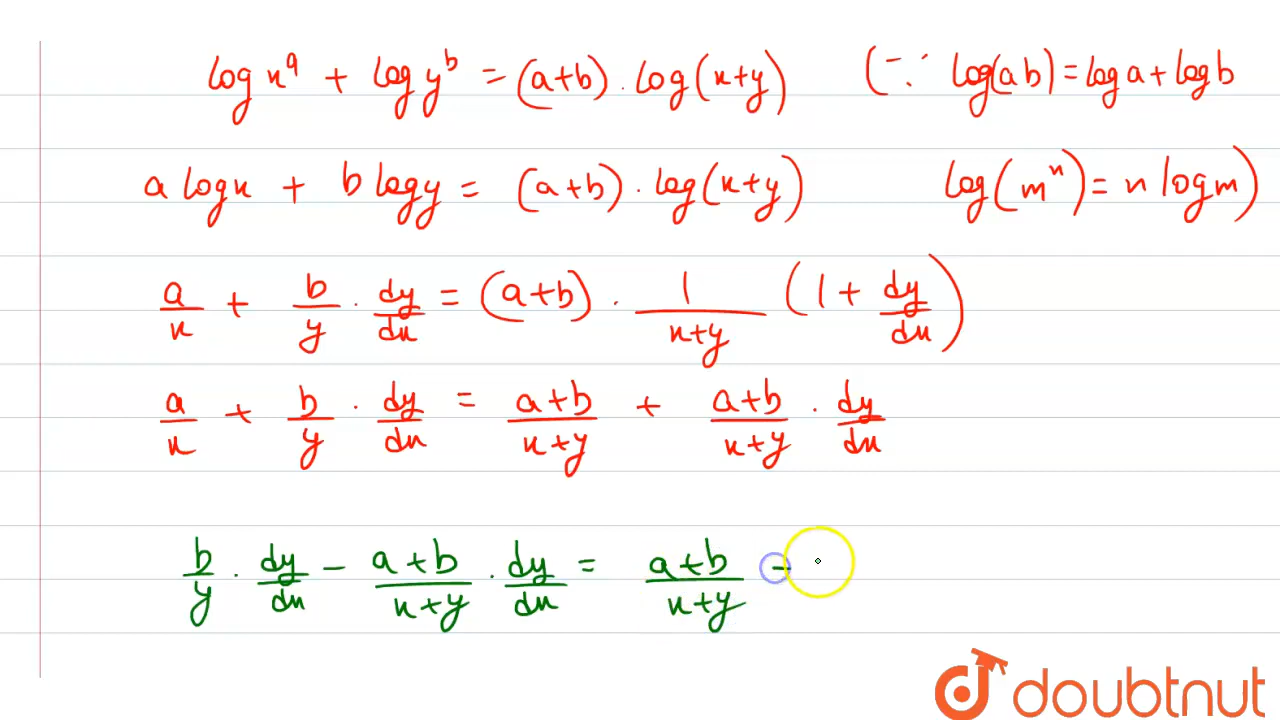 log x^a + log y^b = (a+b) . log(x+y) (∵ log(ab) = log a + log b
a log x + b log y = (a+b) . log(x+y) log(m^n) = n log m)
a/x + b/y . dy/dx = (a+b) . 1/(x+y) (1 + dy/dx)
a/x + b/y . dy/dx = (a+b)/(x+y) + (a+b)/(x+y) . dy/dx
b/y . dy/dx - (a+b)/(x+y) . dy/dx = (a+b)/(x+y) -
doubtnut